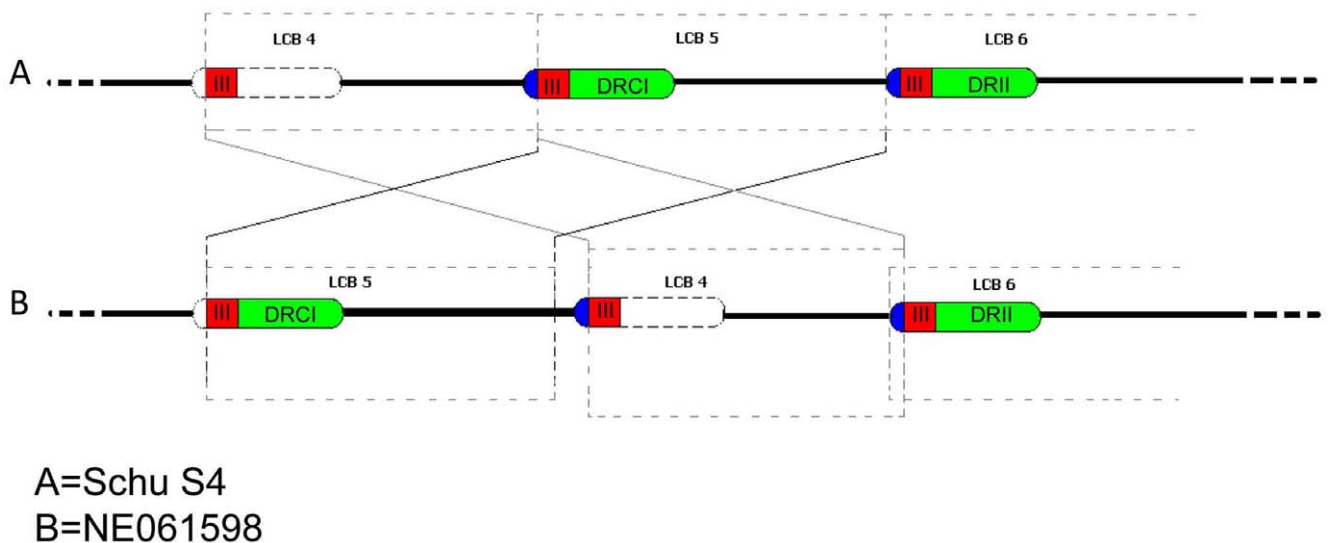 LCB 4 LCB 5 LCB 6
A III III DRCI III DRII
LCB 5 LCB 4 LCB 6
B III DRCI III III DRII
A=Schu S4
B=NE061598